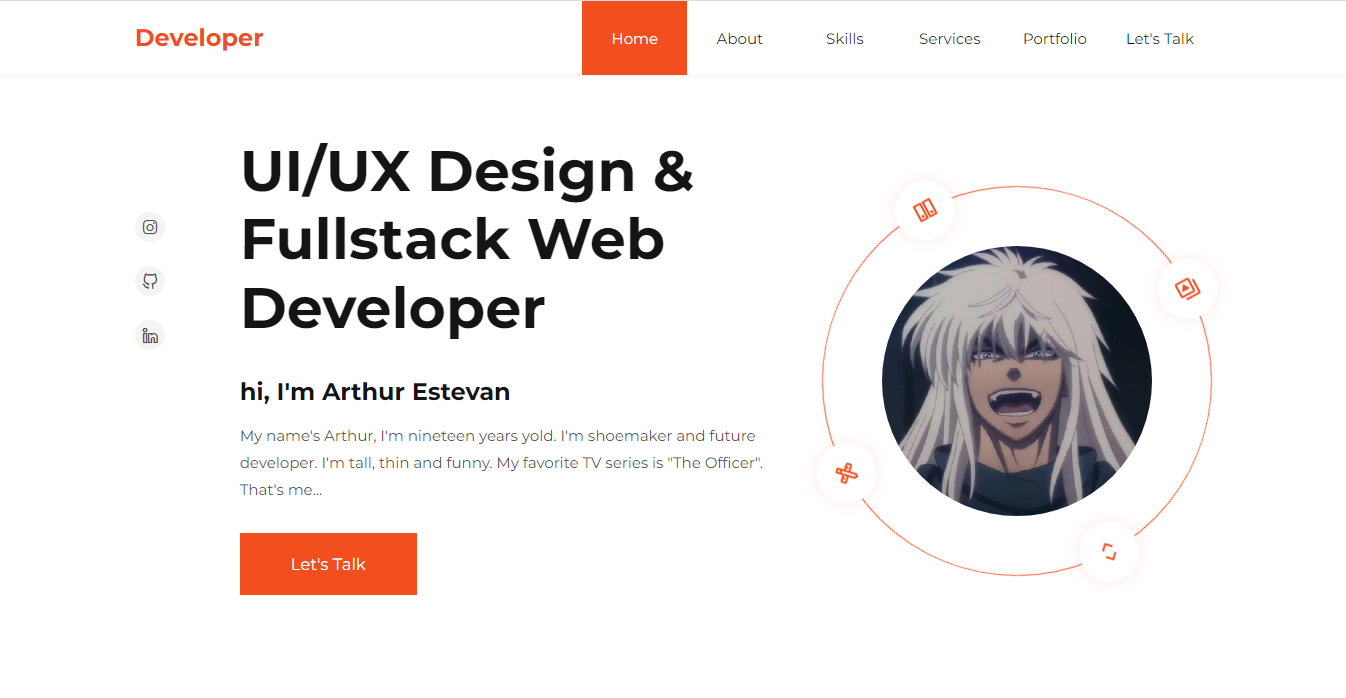 Developer
Home
About
Skills
Services
Portfolio
Let's Talk
UI/UX Design &
Fullstack Web
Developer
hi, I'm Arthur Estevan
My name's Arthur, I'm nineteen years yold. I'm shoemaker and future
developer. I'm tall, thin and funny. My favorite TV series is "The Officer".
That's me...
Let's Talk